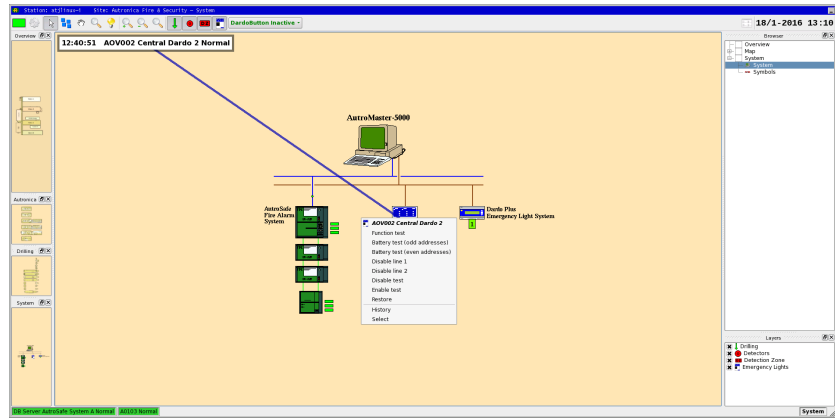 Station: atjlinux-i Site: Autronica Fire & Security - System
DardoButton Inactive
18/1-2016 13:10
Overview
12:40:51 AOV002 Central Dardo 2 Normal
Browser
Overview
Map
System
System
Symbols
AutroMaster-5000
Autronica
AutroSafe
Fire Alarm
System
Dardo Plus
Emergency Light System
1
AOV002 Central Dardo 2
Function test
Battery test (odd addresses)
Battery test (even addresses)
Disable line 1
Disable line 2
Disable test
Enable test
Restore
History
Select
Drilling
System
Layers
Drilling
Detectors
Detection Zone
Emergency Lights
DB Server AutroSafe System A Normal
A0103 Normal
System